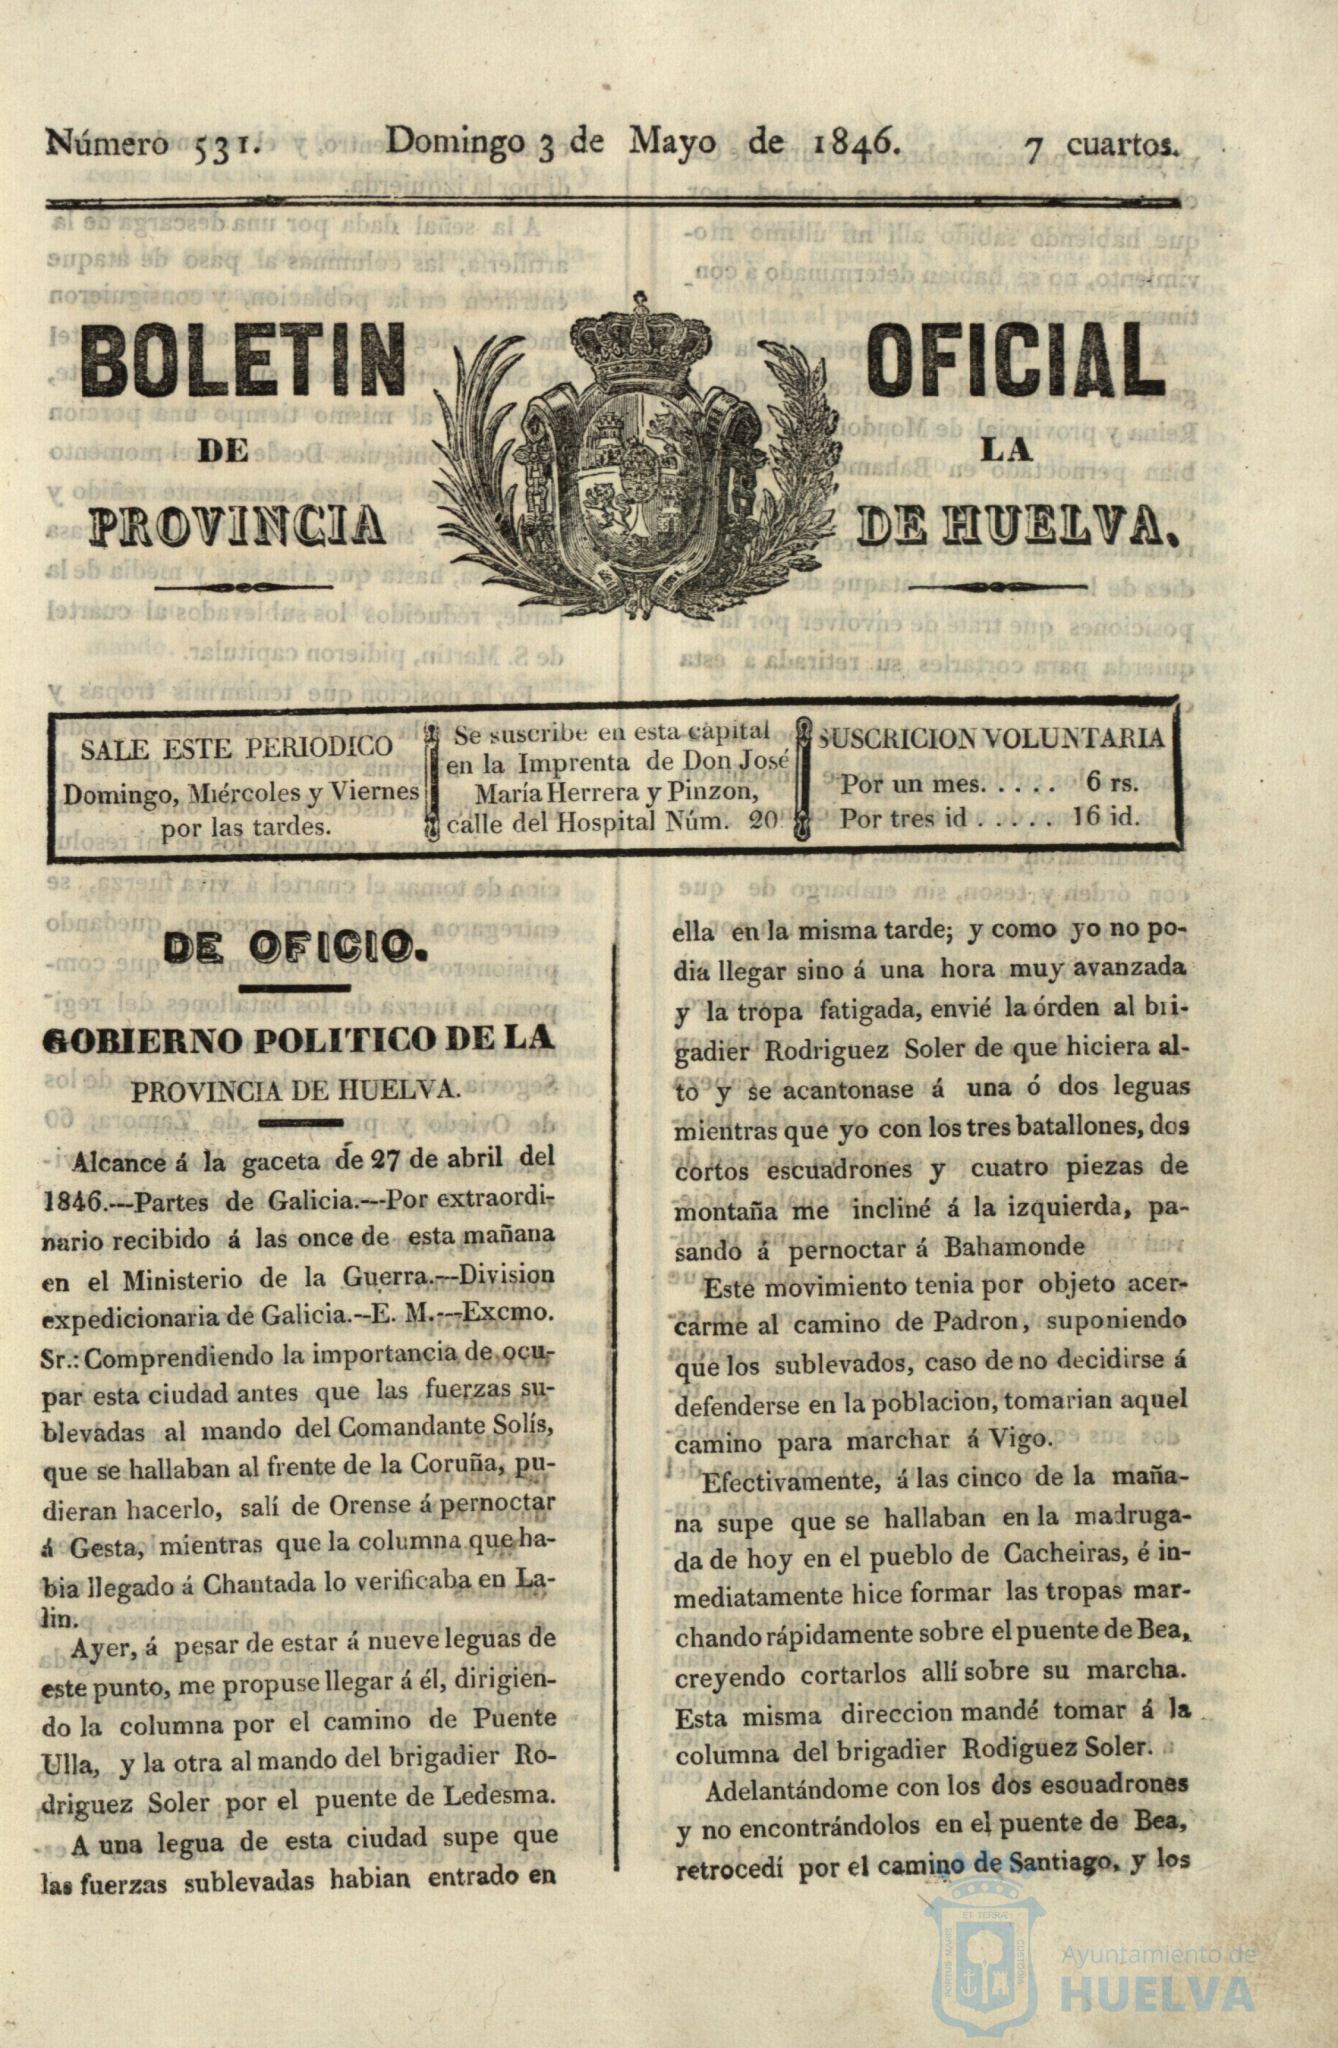 Número 531. Domingo 3 de Mayo de 1846. 7 cuartos.
BOLETIN OFICIAL
DE LA
PROVINCIA DE HUELVA.
SALE ESTE PERIODICO
Domingo, Miércoles y Viernes
por las tardes.
Se suscribe en esta capital
en la Imprenta de Don José
María Herrera y Pinzon,
calle del Hospital Núm. 20
SUSCRICION VOLUNTARIA
Por un mes. . . . . 6 rs.
Por tres id . . . . . 16 id.
DE OFICIO.
GOBIERNO POLITICO DE LA
PROVINCIA DE HUELVA.
Alcance á la gaceta de 27 de abril del
1846.---Partes de Galicia.---Por extraordi-
nario recibido á las once de esta mañana
en el Ministerio de la Guerra.---Division
expedicionaria de Galicia.--E. M.---Excmo.
Sr.: Comprendiendo la importancia de ocu-
par esta ciudad antes que las fuerzas su-
blevadas al mando del Comandante Solís,
que se hallaban al frente de la Coruña, pu-
dieran hacerlo, salí de Orense á pernoctar
á Gesta, mientras que la columna que ha-
bia llegado á Chantada lo verificaba en La-
lin.
Ayer, á pesar de estar á nueve leguas de
este punto, me propuse llegar á él, dirigien-
do la columna por el camino de Puente
Ulla, y la otra al mando del brigadier Ro-
driguez Soler por el puente de Ledesma.
A una legua de esta ciudad supe que
las fuerzas sublevadas habian entrado en
ella en la misma tarde; y como yo no po-
dia llegar sino á una hora muy avanzada
y la tropa fatigada, envié la órden al bri-
gadier Rodriguez Soler de que hiciera al-
to y se acantonase á una ó dos leguas
mientras que yo con los tres batallones, dos
cortos escuadrones y cuatro piezas de
montaña me incliné á la izquierda, pa-
sando á pernoctar á Bahamonde
Este movimiento tenia por objeto acer-
carme al camino de Padron, suponiendo
que los sublevados, caso de no decidirse á
defenderse en la poblacion, tomarian aquel
camino para marchar á Vigo.
Efectivamente, á las cinco de la maña-
na supe que se hallaban en la madruga-
da de hoy en el pueblo de Cacheiras, é in-
mediatamente hice formar las tropas mar-
chando rápidamente sobre el puente de Bea,
creyendo cortarlos allí sobre su marcha.
Esta misma direccion mandé tomar á la
columna del brigadier Rodiguez Soler.
Adelantándome con los dos escuadrones
y no encontrándolos en el puente de Bea,
retrocedí por el camino de Santiago, y los
PORTUS MARIS ET TERRÆ CUSTODIA
Ayuntamiento de
HUELVA